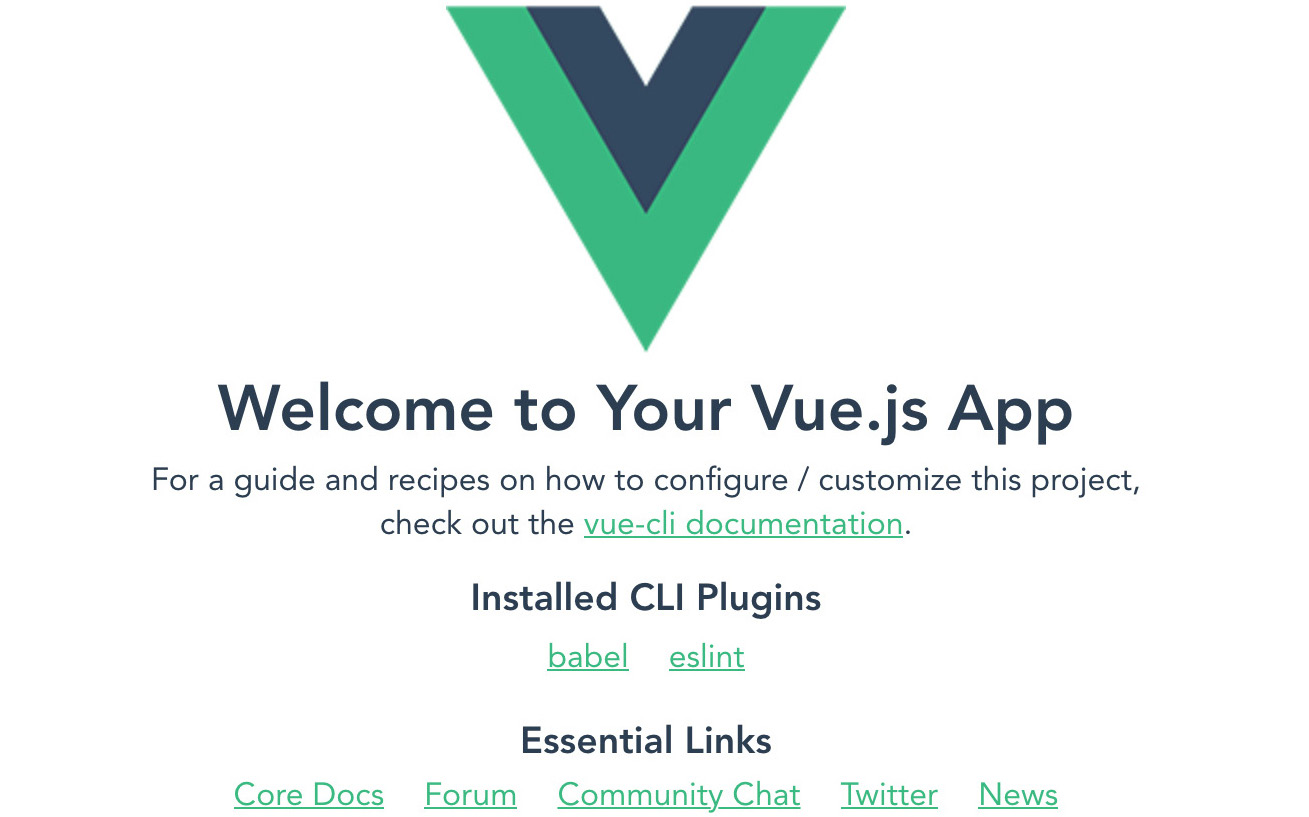 Welcome to Your Vue.js App
For a guide and recipes on how to configure / customize this project,
check out the vue-cli documentation.
Installed CLI Plugins
babel eslint
Essential Links
Core Docs Forum Community Chat Twitter News